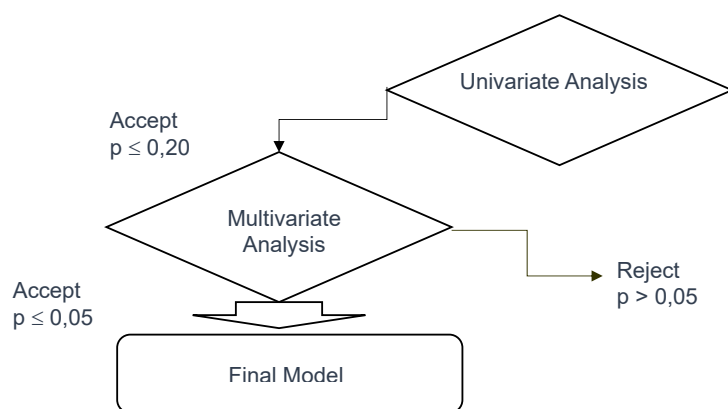 Univariate Analysis
Accept
p ≤ 0,20
Multivariate
Analysis
Reject
p > 0,05
Accept
p ≤ 0,05
Final Model